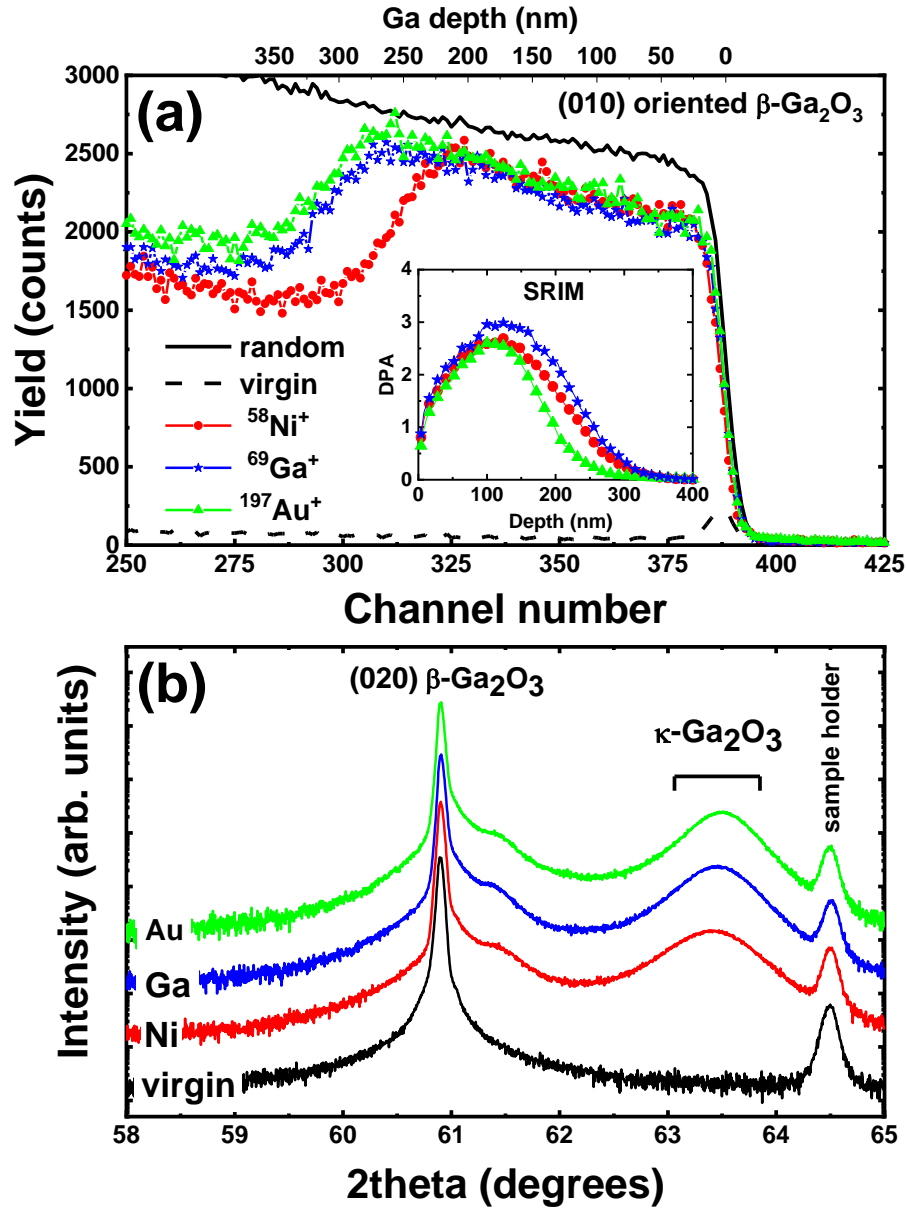 Ga depth (nm)
350 300 250 200 150 100 50 0
(a)
(010) oriented β-Ga₂O₃
3000
2500
2000
1500
1000
500
0
Yield (counts)
random
virgin
⁵⁸Ni⁺
⁶⁹Ga⁺
¹⁹⁷Au⁺
SRIM
4
3
2
1
0
DPA
0 100 200 300 400
Depth (nm)
250 275 300 325 350 375 400 425
Channel number
(b)
(020) β-Ga₂O₃
κ-Ga₂O₃
sample holder
Intensity (arb. units)
Au
Ga
Ni
virgin
58 59 60 61 62 63 64 65
2theta (degrees)